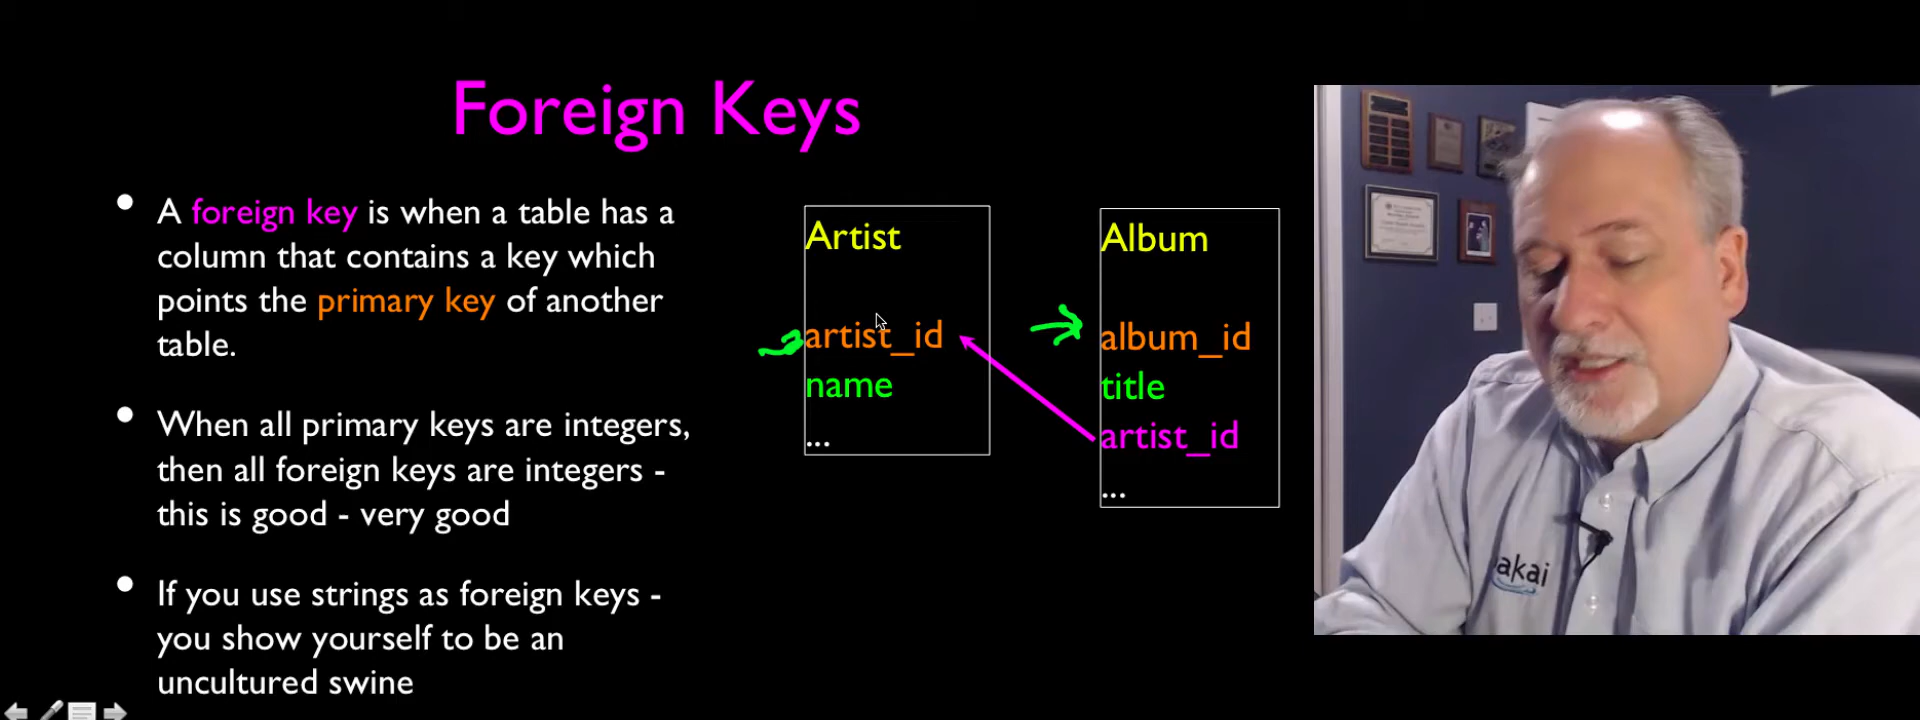 Foreign Keys
• A foreign key is when a table has a
column that contains a key which
points the primary key of another
table.
• When all primary keys are integers,
then all foreign keys are integers -
this is good - very good
• If you use strings as foreign keys -
you show yourself to be an
uncultured swine
Artist
artist_id
name
...
Album
album_id
title
artist_id
...
akai